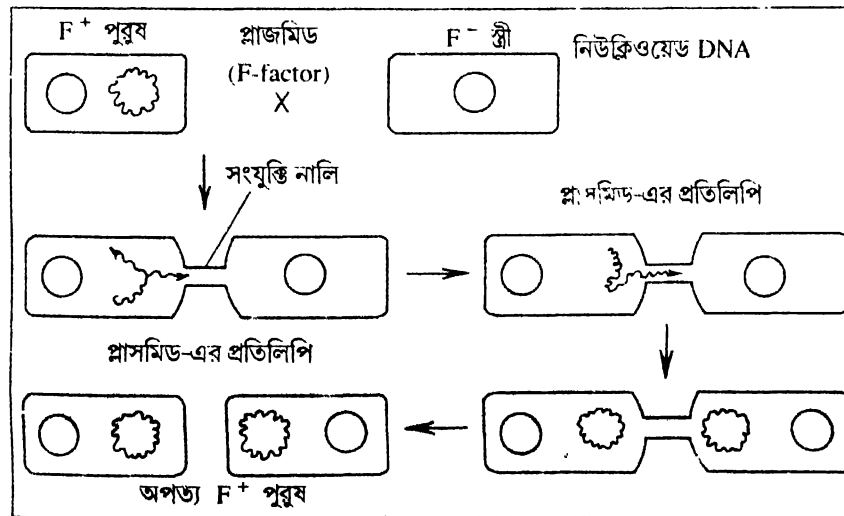 F⁺ পুরুষ
প্লাজমিড
(F-factor)
X
F⁻ স্ত্রী
নিউক্লিওয়েড DNA
সংযুক্তি নালি
প্লাসমিড-এর প্রতিলিপি
প্লাসমিড-এর প্রতিলিপি
অপত্য F⁺ পুরুষ